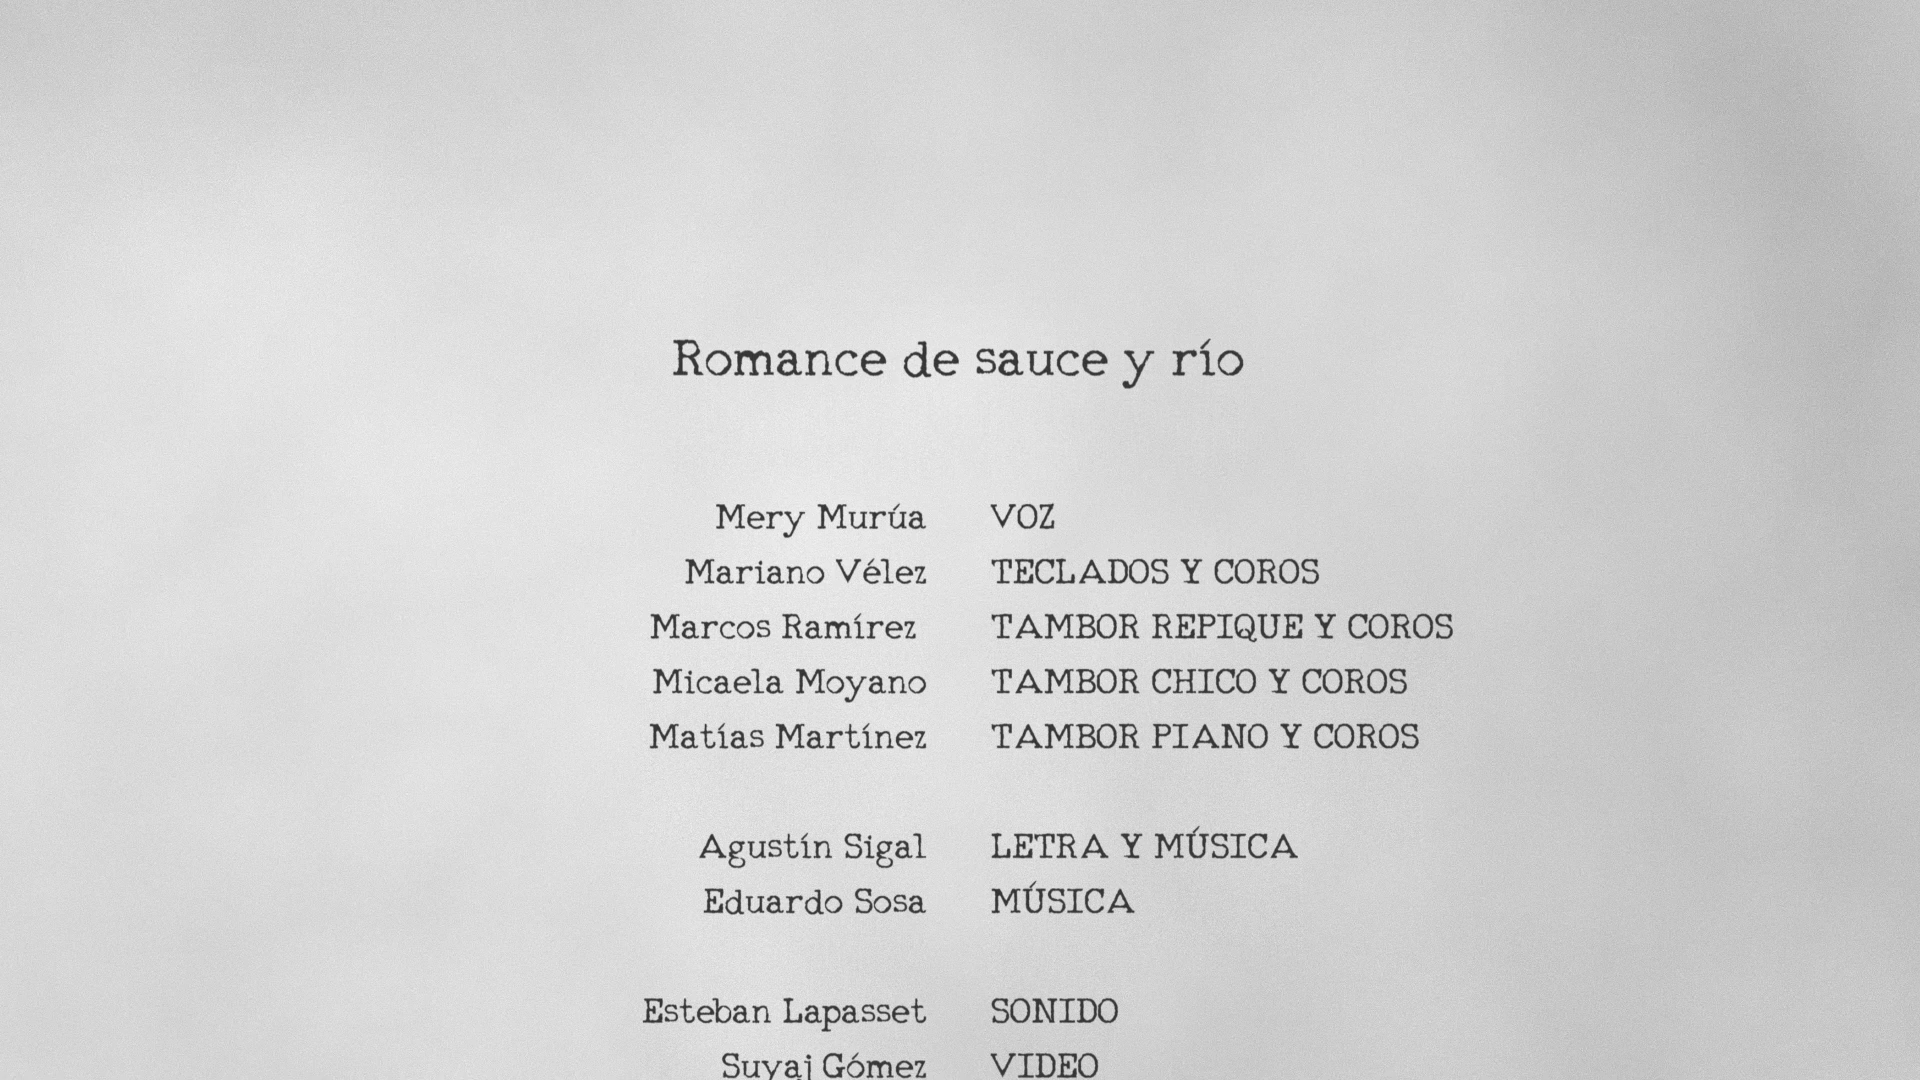 Romance de sauce y río
Mery Murúa VOZ
Mariano Vélez TECLADOS Y COROS
Marcos Ramírez TAMBOR REPIQUE Y COROS
Micaela Moyano TAMBOR CHICO Y COROS
Matías Martínez TAMBOR PIANO Y COROS
Agustín Sigal LETRA Y MÚSICA
Eduardo Sosa MÚSICA
Esteban Lapasset SONIDO
Suyaj Gómez VIDEO